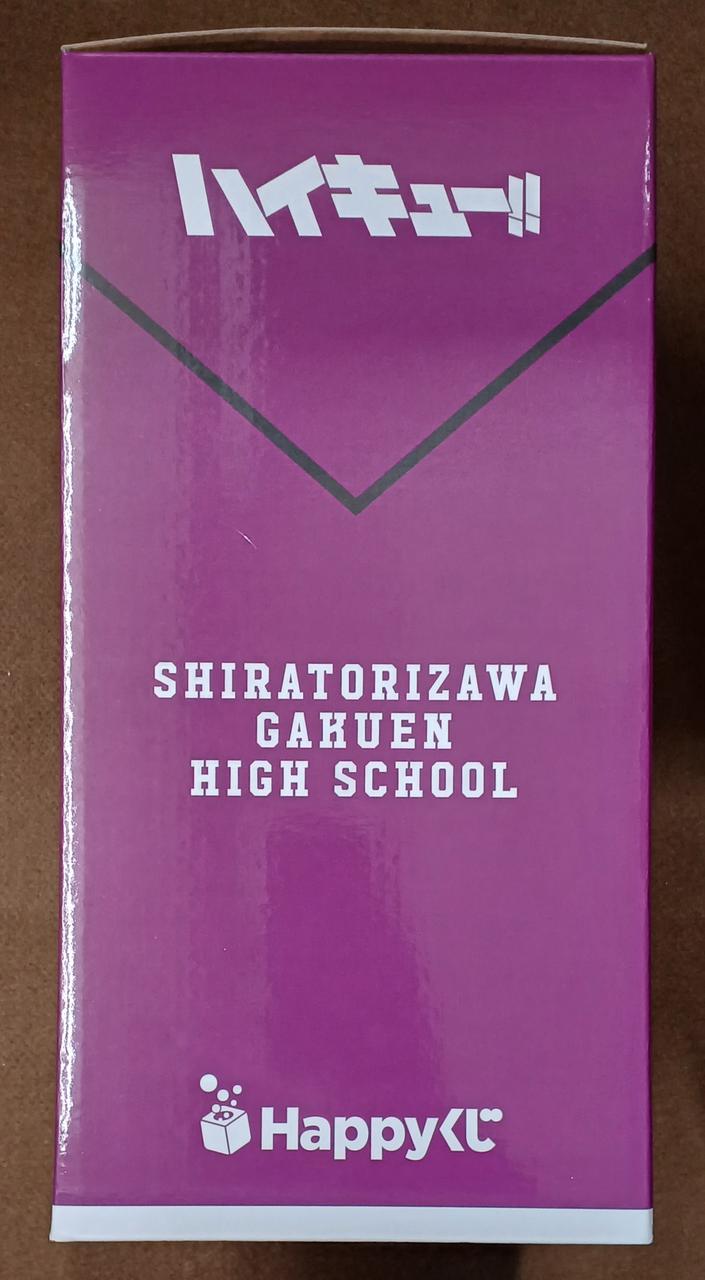 ハイキュー!!
SHIRATORIZAWA
GAKUEN
HIGH SCHOOL
Happyくじ